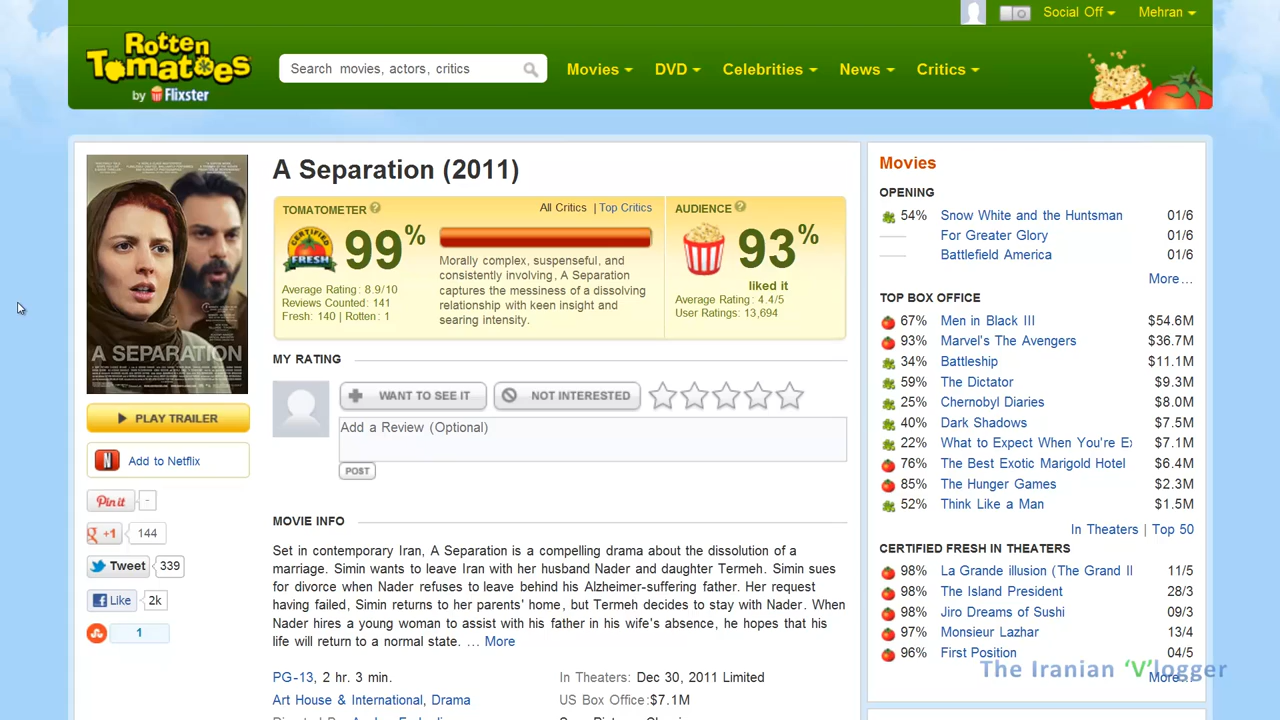 Social Off
Mehran
Rotten
Tomatoes
by Flixster
Search movies, actors, critics
Movies
DVD
Celebrities
News
Critics
A SEPARATION
PLAY TRAILER
N Add to Netflix
Pin it -
g +1 144
Tweet 339
f Like 2k
1
A Separation (2011)
TOMATOMETER ?
All Critics | Top Critics
CERTIFIED
FRESH
99%
Morally complex, suspenseful, and
consistently involving, A Separation
captures the messiness of a dissolving
relationship with keen insight and
searing intensity.
Average Rating: 8.9/10
Reviews Counted: 141
Fresh: 140 | Rotten: 1
AUDIENCE ?
93%
liked it
Average Rating: 4.4/5
User Ratings: 13,694
MY RATING
WANT TO SEE IT
NOT INTERESTED
Add a Review (Optional)
POST
MOVIE INFO
Set in contemporary Iran, A Separation is a compelling drama about the dissolution of a
marriage. Simin wants to leave Iran with her husband Nader and daughter Termeh. Simin sues
for divorce when Nader refuses to leave behind his Alzheimer-suffering father. Her request
having failed, Simin returns to her parents' home, but Termeh decides to stay with Nader. When
Nader hires a young woman to assist with his father in his wife's absence, he hopes that his
life will return to a normal state. ... More
PG-13, 2 hr. 3 min.
Art House & International, Drama
In Theaters: Dec 30, 2011 Limited
US Box Office:$7.1M
Movies
OPENING
54% Snow White and the Huntsman 01/6
For Greater Glory 01/6
Battlefield America 01/6
More...
TOP BOX OFFICE
67% Men in Black III $54.6M
93% Marvel's The Avengers $36.7M
34% Battleship $11.1M
59% The Dictator $9.3M
25% Chernobyl Diaries $8.0M
40% Dark Shadows $7.5M
22% What to Expect When You're E $7.1M
76% The Best Exotic Marigold Hotel $6.4M
85% The Hunger Games $2.3M
52% Think Like a Man $1.5M
In Theaters | Top 50
CERTIFIED FRESH IN THEATERS
98% La Grande illusion (The Grand Il 11/5
98% The Island President 28/3
98% Jiro Dreams of Sushi 09/3
97% Monsieur Lazhar 13/4
96% First Position 04/5
More...
The Iranian 'V'logger